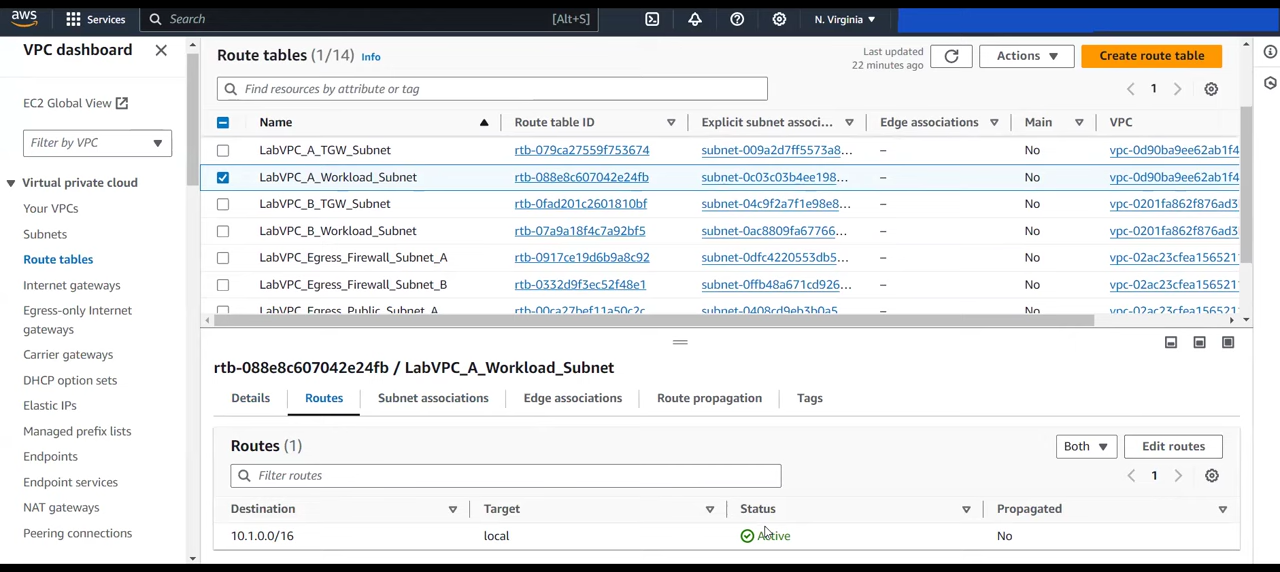 aws
Services
Search
[Alt+S]
N. Virginia
VPC dashboard
EC2 Global View
Filter by VPC
Virtual private cloud
Your VPCs
Subnets
Route tables
Internet gateways
Egress-only Internet
gateways
Carrier gateways
DHCP option sets
Elastic IPs
Managed prefix lists
Endpoints
Endpoint services
NAT gateways
Peering connections
Route tables (1/14) Info
Last updated
22 minutes ago
Actions
Create route table
Find resources by attribute or tag
1
Name Route table ID Explicit subnet associ... Edge associations Main VPC
LabVPC_A_TGW_Subnet rtb-079ca27559f753674 subnet-009a2d7ff5573a8... – No vpc-0d90ba9ee62ab1f4
LabVPC_A_Workload_Subnet rtb-088e8c607042e24fb subnet-0c03c03b4ee198... – No vpc-0d90ba9ee62ab1f4
LabVPC_B_TGW_Subnet rtb-0fad201c2601810bf subnet-04c9f2a7f1e98e8... – No vpc-0201fa862f876ad3
LabVPC_B_Workload_Subnet rtb-07a9a18f4c7a92bf5 subnet-0ac8809fa67766... – No vpc-0201fa862f876ad3
LabVPC_Egress_Firewall_Subnet_A rtb-0917ce19d6b9a8c92 subnet-0dfc4220553db5... – No vpc-02ac23cfea156521
LabVPC_Egress_Firewall_Subnet_B rtb-0332d9f3ec52f48e1 subnet-0ffb48a671cd926... – No vpc-02ac23cfea156521
LabVPC_Egress_Public_Subnet_A rtb-00ca27bef11a50c2c subnet-0408cd9eb3b0a5 No
rtb-088e8c607042e24fb / LabVPC_A_Workload_Subnet
Details Routes Subnet associations Edge associations Route propagation Tags
Routes (1)
Both
Edit routes
Filter routes
1
Destination Target Status Propagated
10.1.0.0/16 local Active No